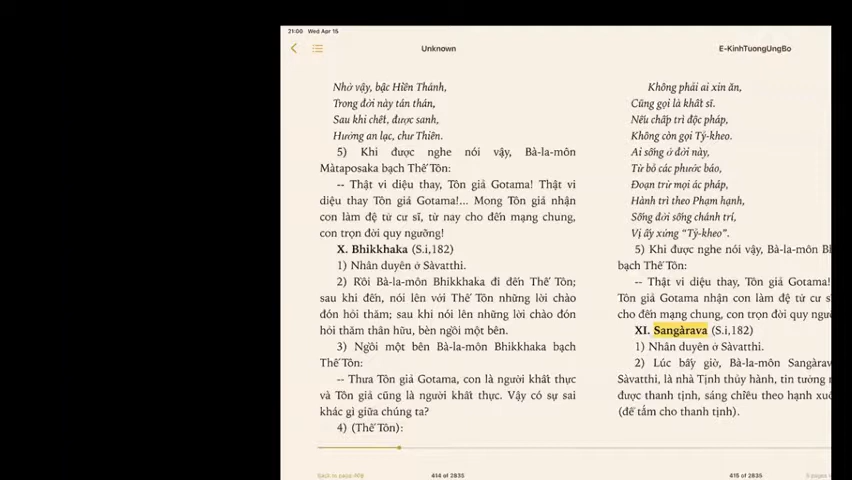 21:00 Wed Apr 15
Unknown
E-KinhTuongUngBo
Nhờ vậy, bậc Hiền Thánh,
Trong đời này tán thán,
Sau khi chết, được sanh,
Hưởng an lạc, chư Thiên.
5) Khi được nghe nói vậy, Bà-la-môn
Màtaposaka bạch Thế Tôn:
-- Thật vi diệu thay, Tôn giả Gotama! Thật vi
diệu thay Tôn giả Gotama!... Mong Tôn giả nhận
con làm đệ tử cư sĩ, từ nay cho đến mạng chung,
con trọn đời quy ngưỡng!
X. Bhikkhaka (S.i,182)
1) Nhân duyên ở Sàvatthi.
2) Rồi Bà-la-môn Bhikkhaka đi đến Thế Tôn;
sau khi đến, nói lên với Thế Tôn những lời chào
đón hỏi thăm; sau khi nói lên những lời chào đón
hỏi thăm thân hữu, bèn ngồi một bên.
3) Ngồi một bên Bà-la-môn Bhikkhaka bạch
Thế Tôn:
-- Thưa Tôn giả Gotama, con là người khất thực
và Tôn giả cũng là người khất thực. Vậy có sự sai
khác gì giữa chúng ta?
4) (Thế Tôn):
Không phải ai xin ăn,
Cũng gọi là khất sĩ.
Nếu chấp trì độc pháp,
Không còn gọi Tỷ-kheo.
Ai sống ở đời này,
Từ bỏ các phước báo,
Đoạn trừ mọi ác pháp,
Hành trì theo Phạm hạnh,
Sống đời sống chánh trí,
Vị ấy xứng "Tỷ-kheo".
5) Khi được nghe nói vậy, Bà-la-môn
bạch Thế Tôn:
-- Thật vi diệu thay, Tôn giả Gotama!
Tôn giả Gotama nhận con làm đệ tử cư
cho đến mạng chung, con trọn đời quy
XI. Sangàrava (S.i,182)
1) Nhân duyên ở Sàvatthi.
2) Lúc bấy giờ, Bà-la-môn
Sàvatthi, là nhà Tịnh thủy hành, tin tưởng
được thanh tịnh, sáng chiều theo hạnh
(để tắm cho thanh tịnh).
414 of 2835
415 of 2835